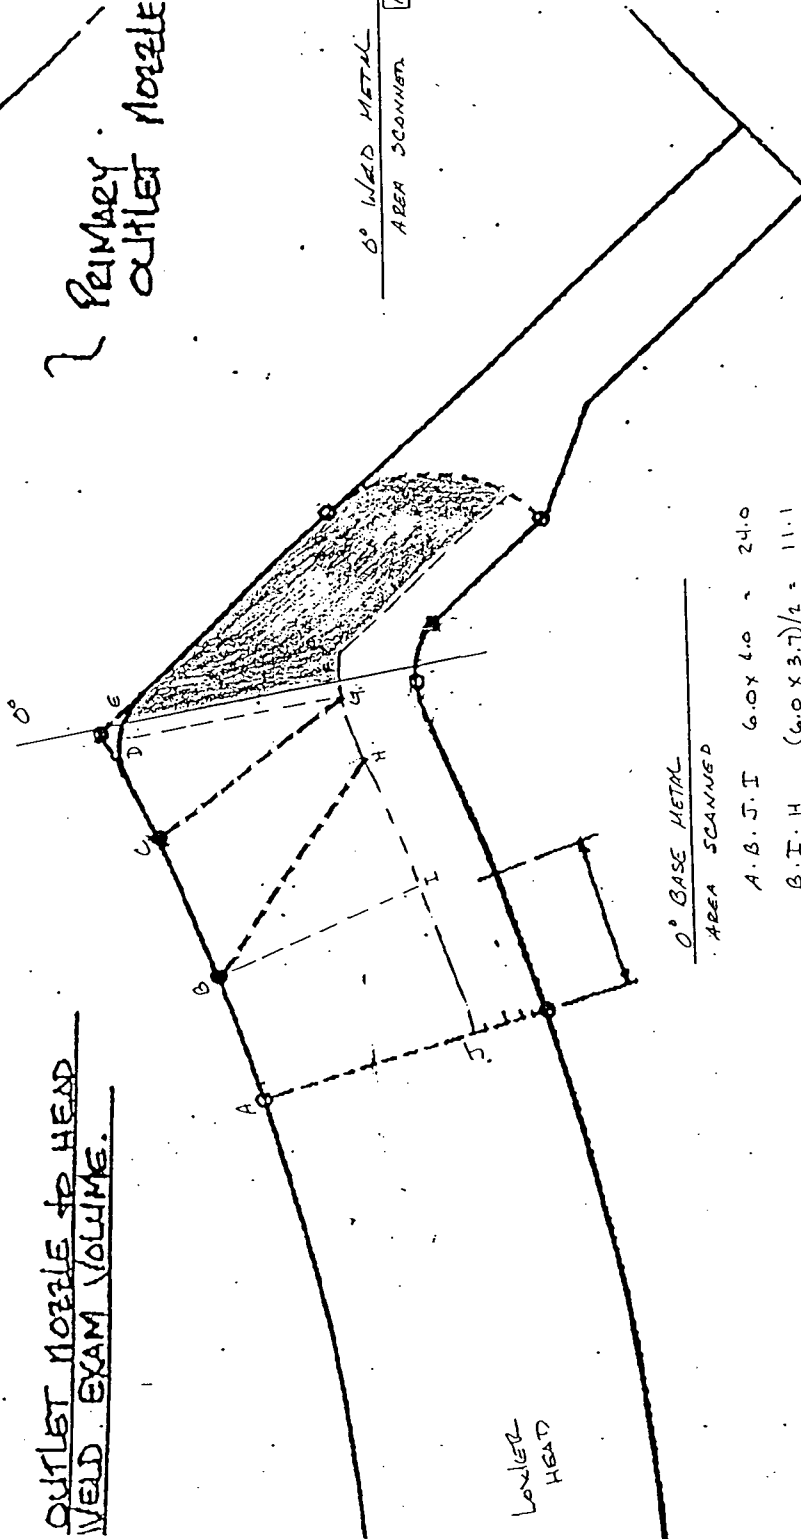 OUTLET NOZZLE to HEAD
WELD EXAM VOLUME.
} PRIMARY
OUTLET NOZZLE
0° WELD METAL
AREA SCANNED
0°
A
B
C
D
E
F
G
H
I
J
LOWER
HEAD
0° BASE METAL
AREA SCANNED
A.B.J.I 6.0 x 4.0 = 24.0
B.I.H (6.0 x 3.7)/2 = 11.1